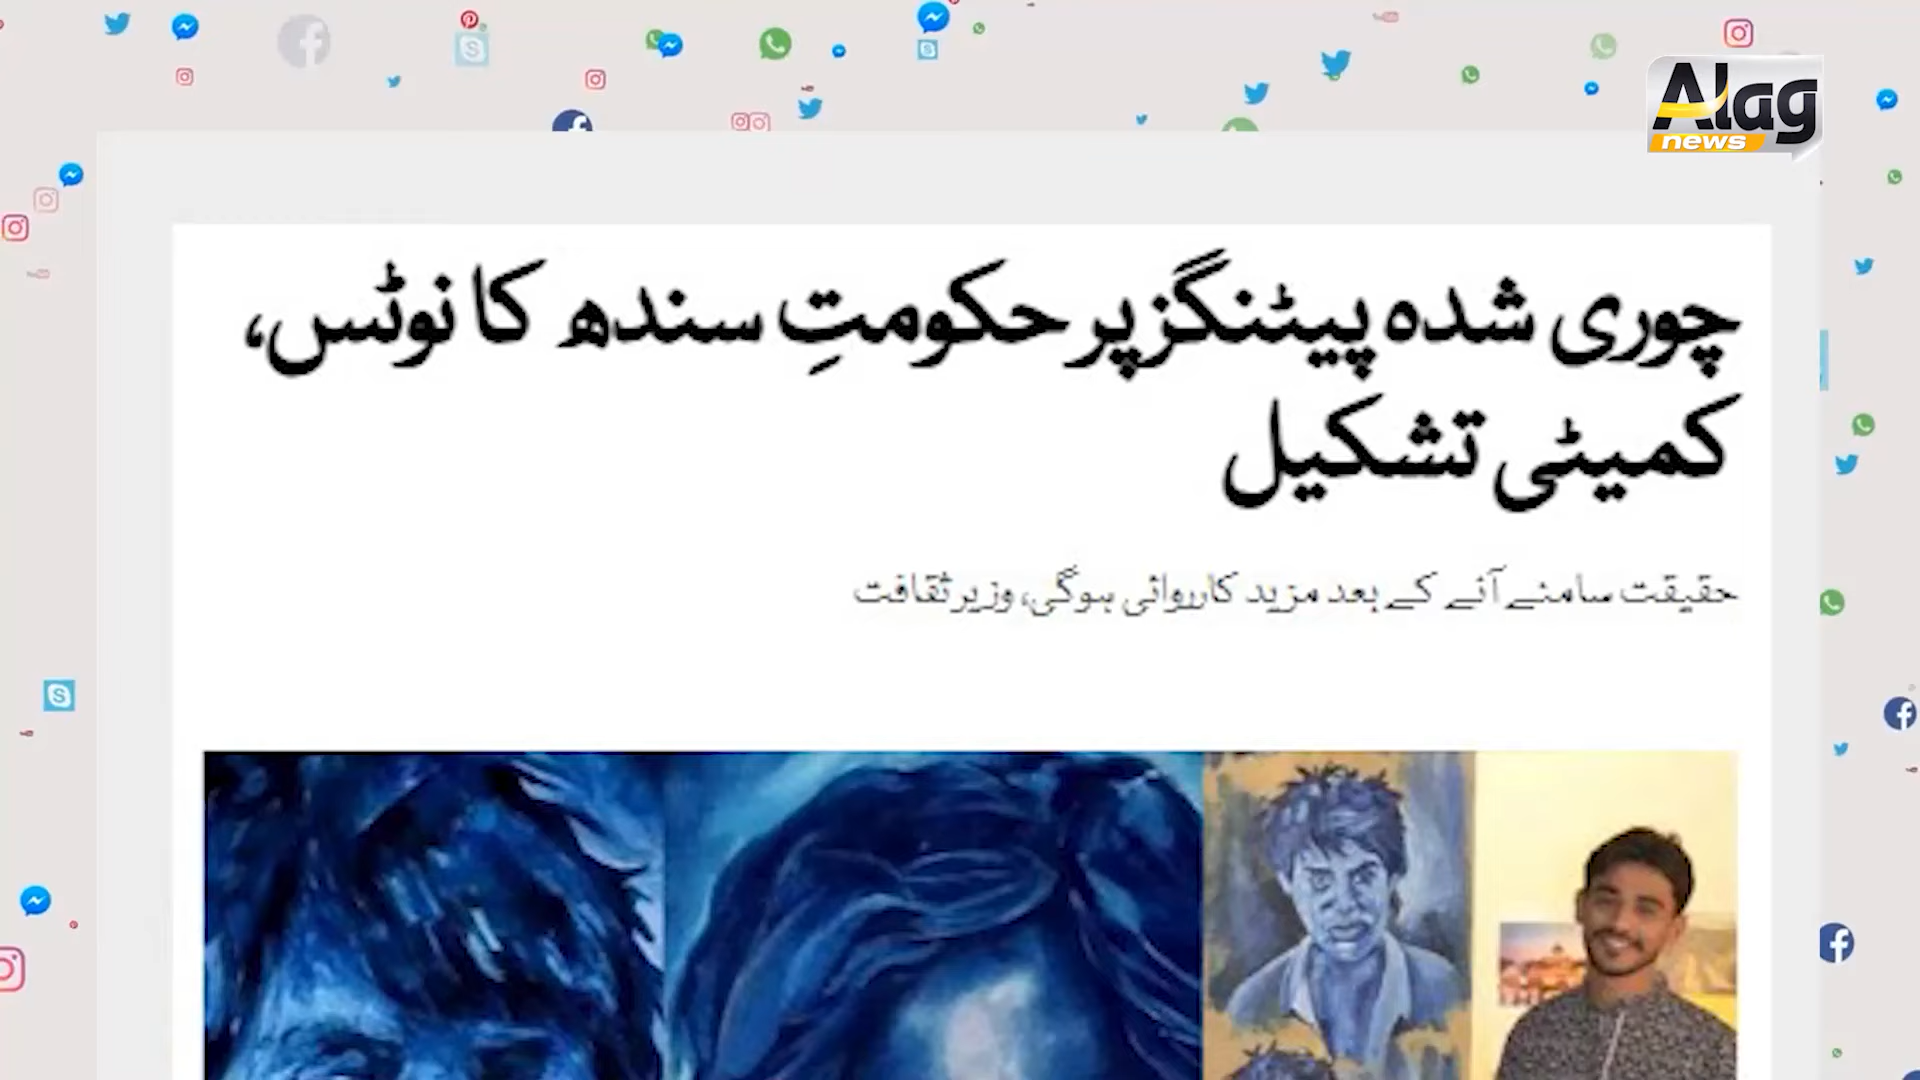 Alag
news
چوری شدہ پیٹنگز پر حکومتِ سندھ کا نوٹس،
کمیٹی تشکیل
حقیقت سامنے آنے کے بعد مزید کارروائی ہوگی، وزیر ثقافت